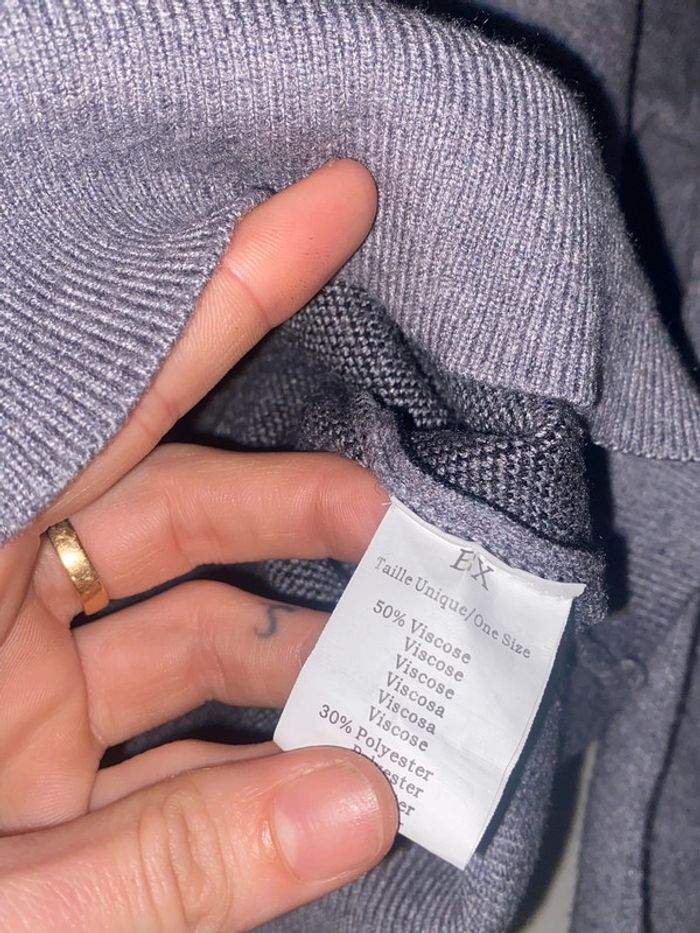 EX
Taille Unique/One Size
50% Viscose
Viscose
Viscose
Viscosa
Viscosa
Viscose
30% Polyester